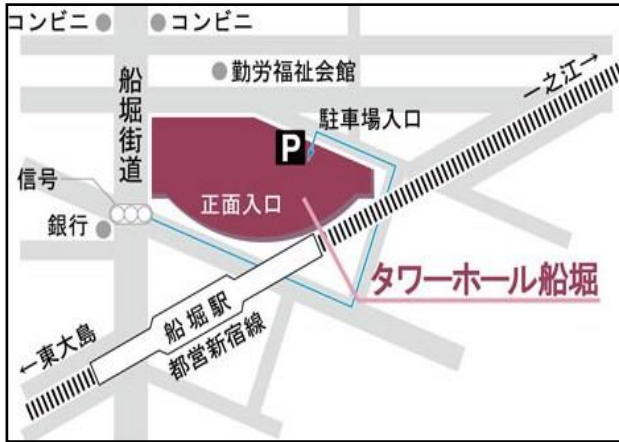 コンビニ
コンビニ
船堀街道
勤労福祉会館
一之江→
駐車場入口
P
信号
正面入口
銀行
タワーホール船堀
船堀駅
都営新宿線
←東大島